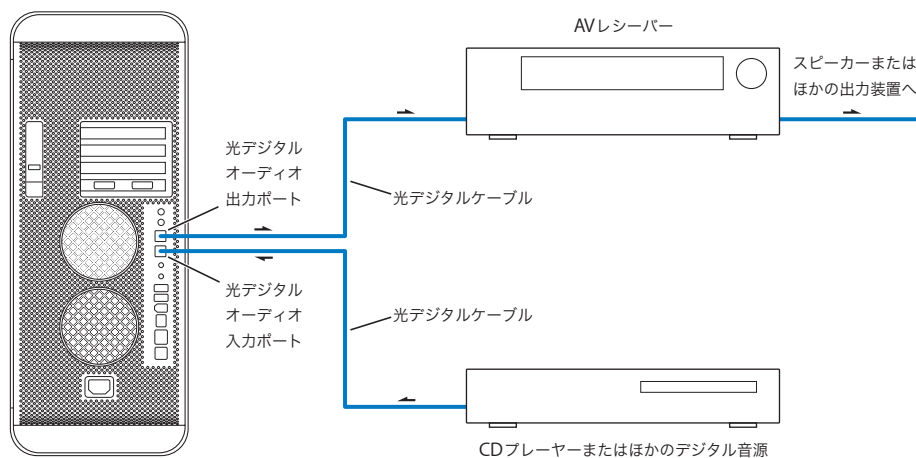 AVレシーバー
スピーカーまたは
ほかの出力装置へ
光デジタル
オーディオ
出力ポート
光デジタルケーブル
光デジタル
オーディオ
入力ポート
光デジタルケーブル
CDプレーヤーまたはほかのデジタル音源